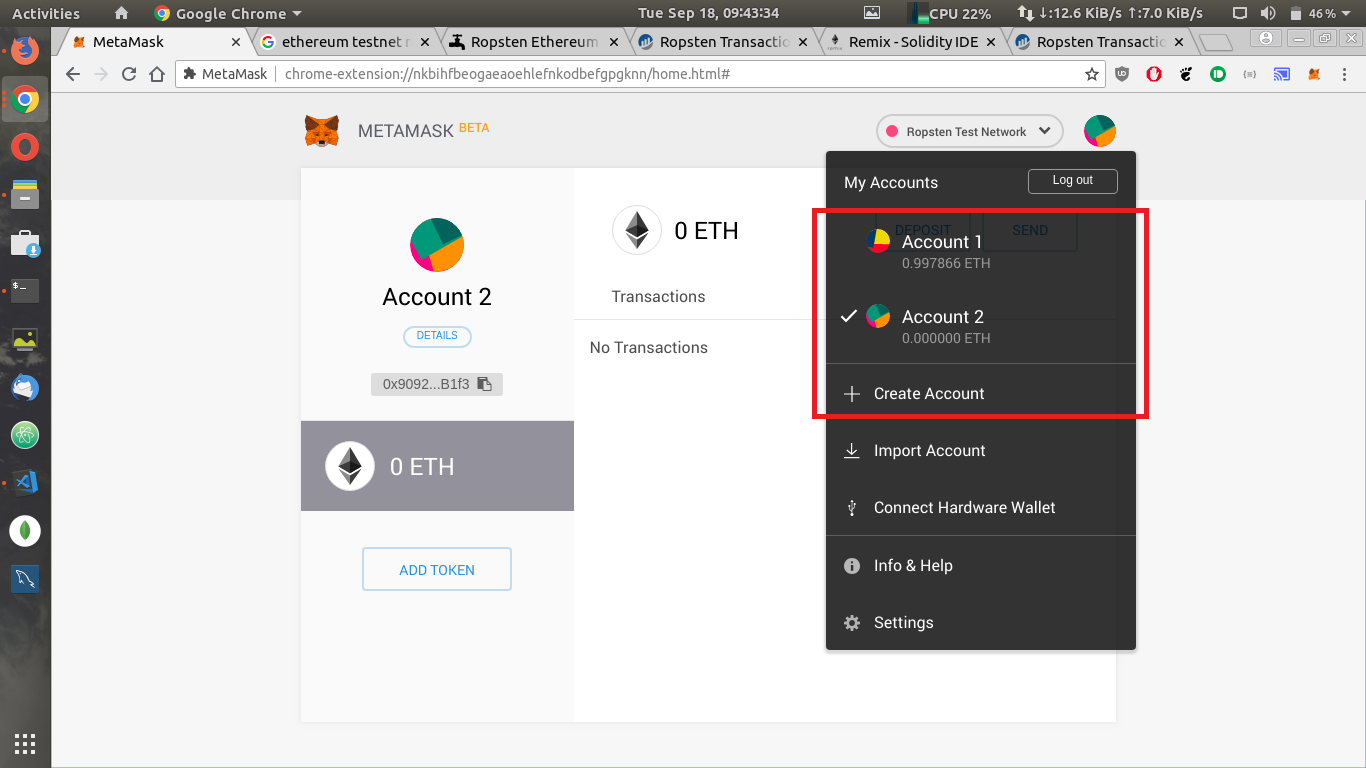 Activities
Google Chrome
Tue Sep 18, 09:43:34
CPU 22%
↓:12.6 KiB/s ↑:7.0 KiB/s
46%
MetaMask
ethereum testnet r
Ropsten Ethereum
Ropsten Transactio
Remix - Solidity IDE
Ropsten Transactio
MetaMask
chrome-extension://nkbihfbeogaeaoehlefnkodbefgpgknn/home.html#
METAMASK BETA
Ropsten Test Network
My Accounts
Log out
Account 2
DETAILS
0x9092...B1f3
0 ETH
ADD TOKEN
0 ETH
DEPOSIT
SEND
Transactions
No Transactions
Account 1
0.997866 ETH
Account 2
0.000000 ETH
Create Account
Import Account
Connect Hardware Wallet
Info & Help
Settings